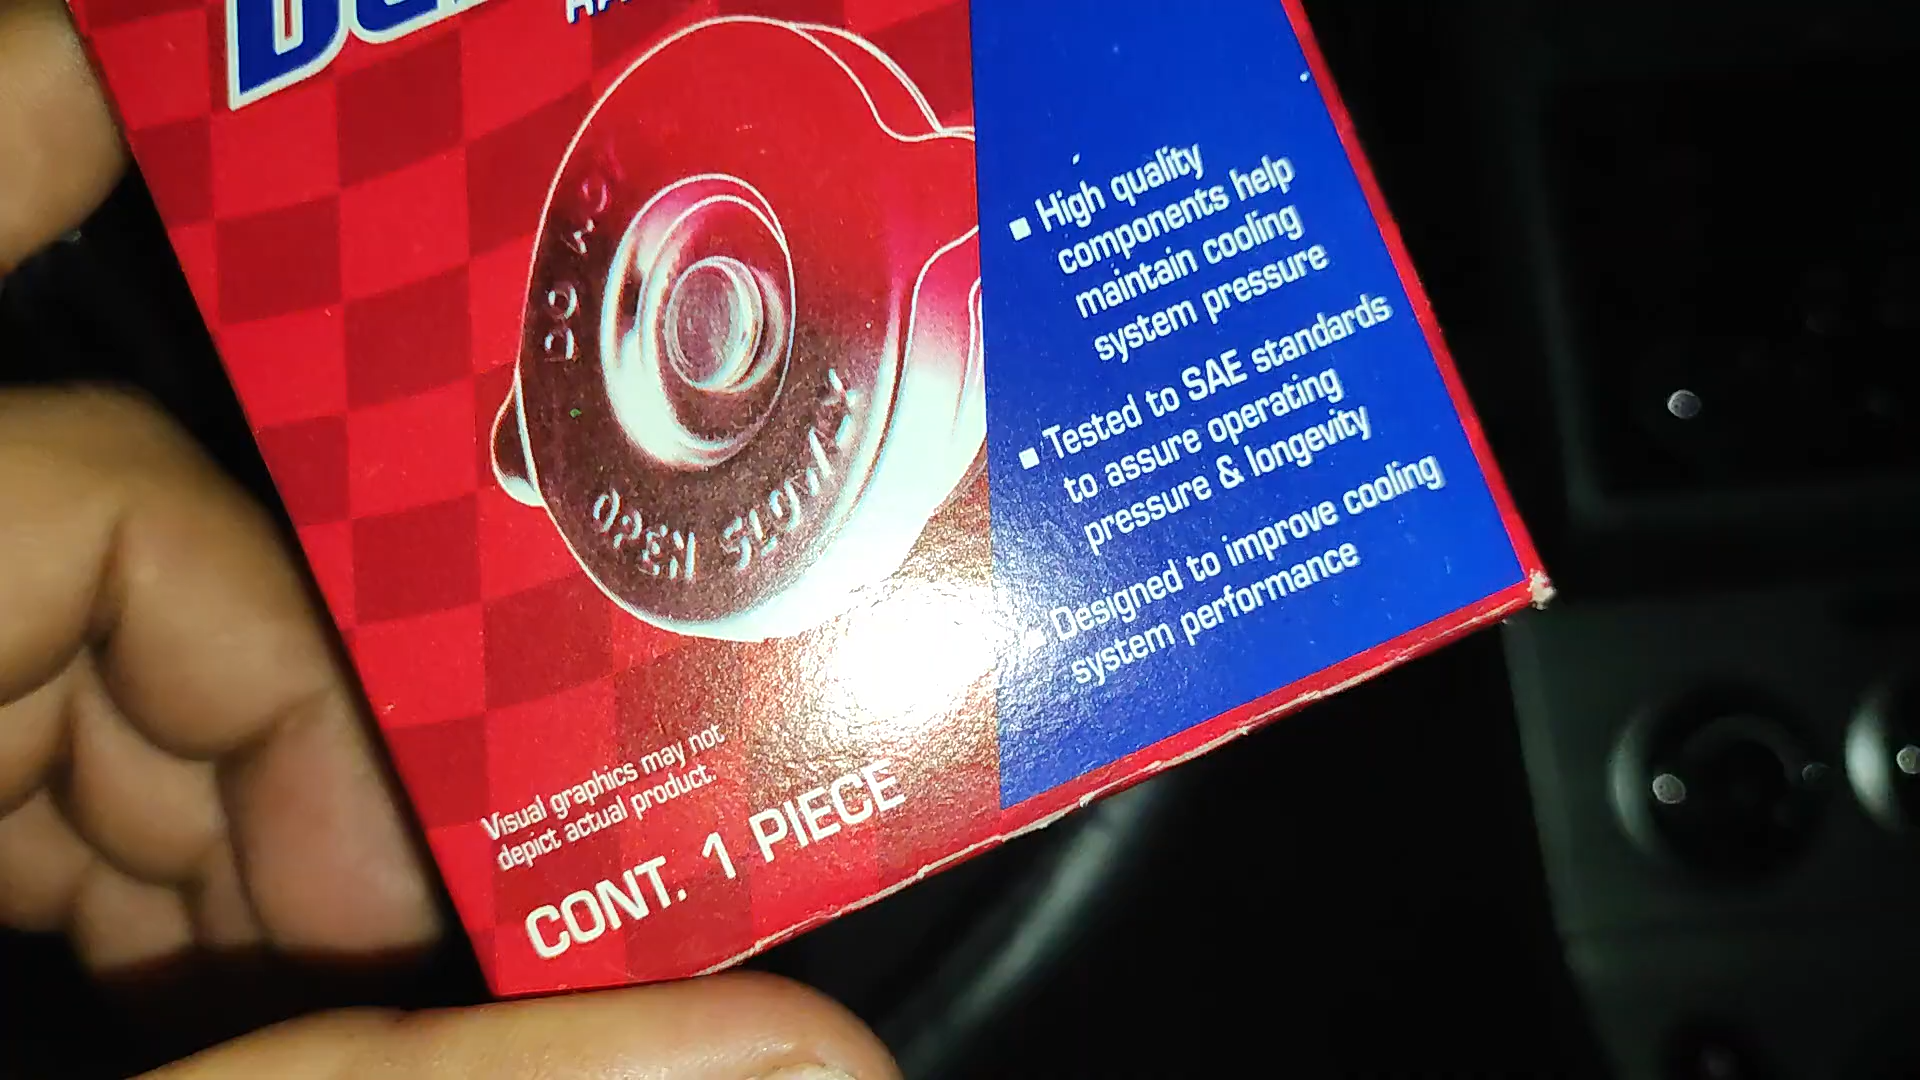 DO NOT
OPEN SLOWLY
High quality
components help
maintain cooling
system pressure
Tested to SAE standards
to assure operating
pressure & longevity
Designed to improve cooling
system performance
Visual graphics may not
depict actual product.
CONT. 1 PIECE